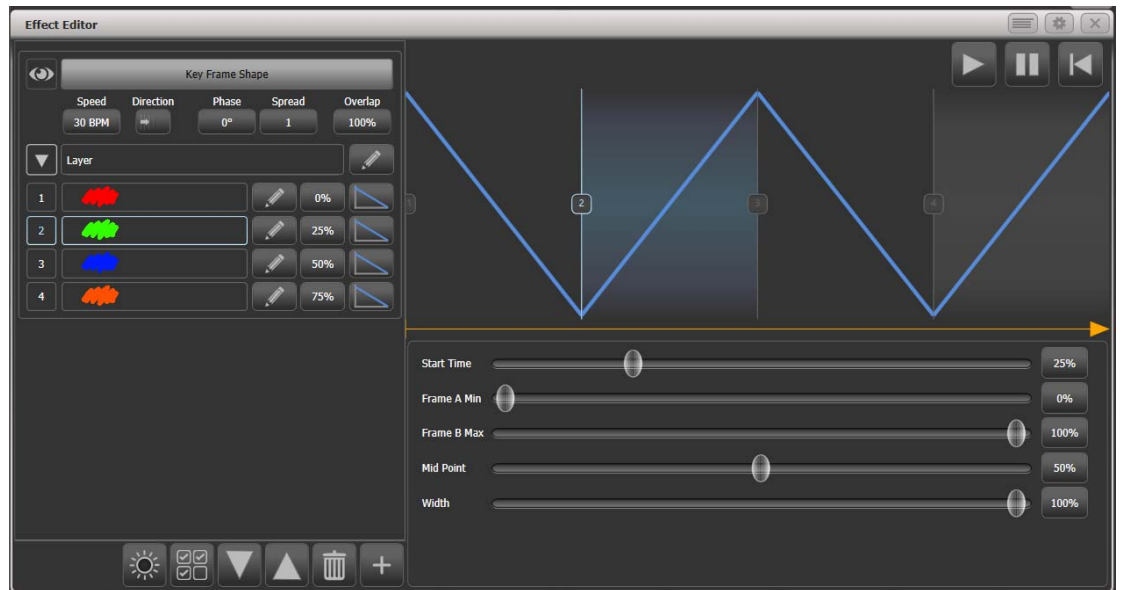 Effect Editor
Key Frame Shape
Speed Direction Phase Spread Overlap
30 BPM 0° 1 100%
Layer
1 0%
2 25%
3 50%
4 75%
1 2 3 4
Start Time 25%
Frame A Min 0%
Frame B Max 100%
Mid Point 50%
Width 100%